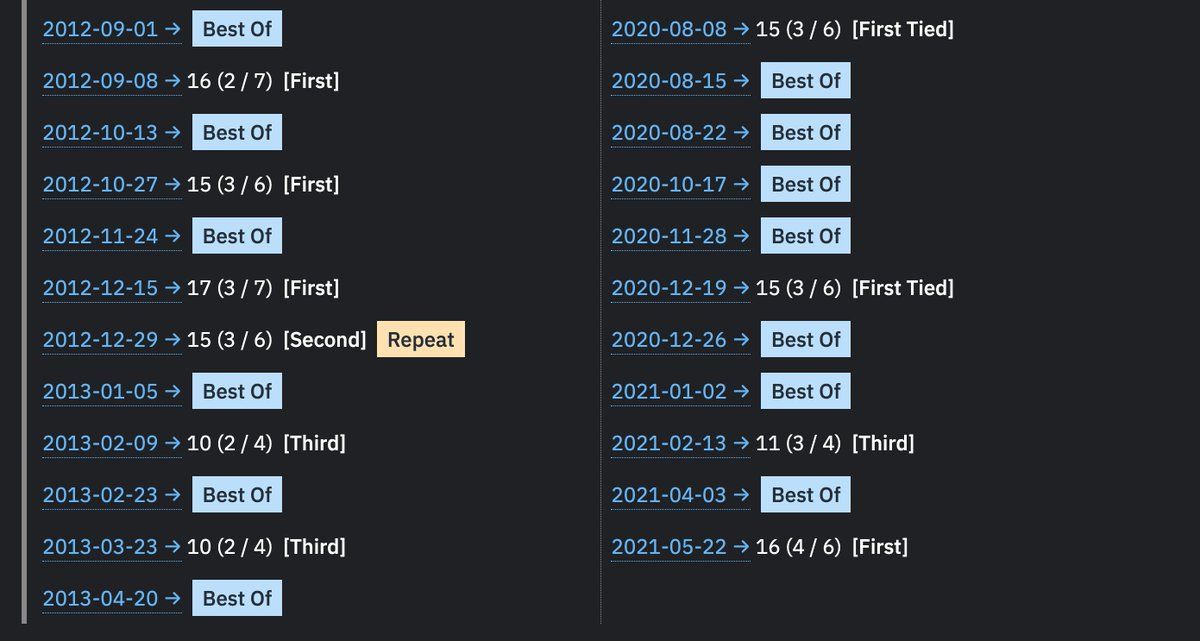 2012-09-01 → Best Of
2012-09-08 → 16 (2 / 7) [First]
2012-10-13 → Best Of
2012-10-27 → 15 (3 / 6) [First]
2012-11-24 → Best Of
2012-12-15 → 17 (3 / 7) [First]
2012-12-29 → 15 (3 / 6) [Second] Repeat
2013-01-05 → Best Of
2013-02-09 → 10 (2 / 4) [Third]
2013-02-23 → Best Of
2013-03-23 → 10 (2 / 4) [Third]
2013-04-20 → Best Of
2020-08-08 → 15 (3 / 6) [First Tied]
2020-08-15 → Best Of
2020-08-22 → Best Of
2020-10-17 → Best Of
2020-11-28 → Best Of
2020-12-19 → 15 (3 / 6) [First Tied]
2020-12-26 → Best Of
2021-01-02 → Best Of
2021-02-13 → 11 (3 / 4) [Third]
2021-04-03 → Best Of
2021-05-22 → 16 (4 / 6) [First]